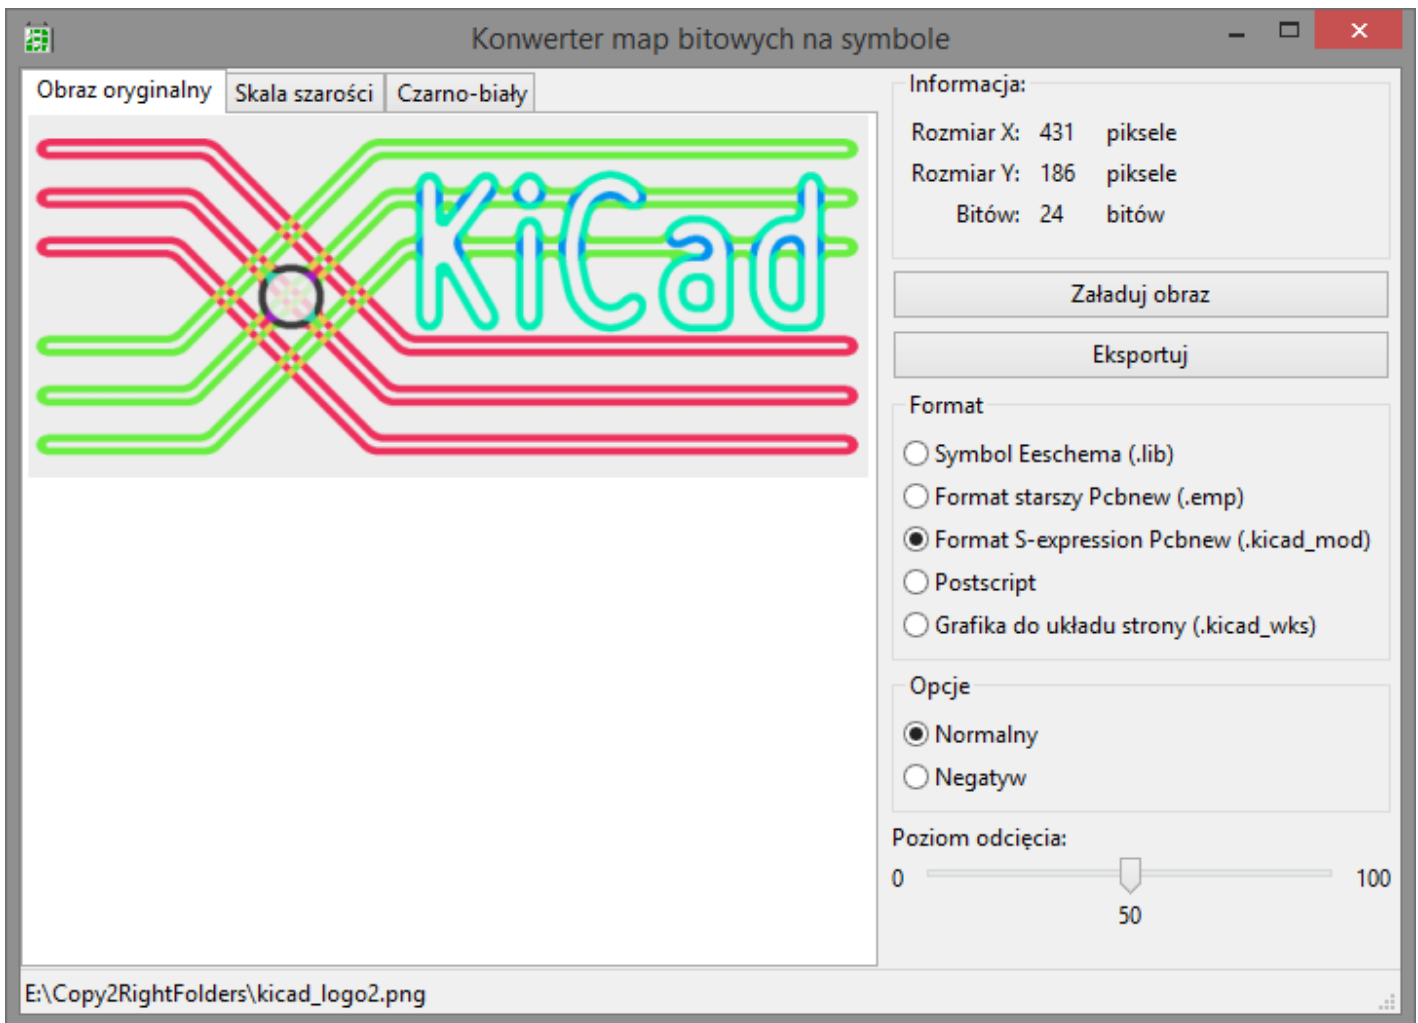 Konwerter map bitowych na symbole
Obraz oryginalny Skala szarości Czarno-biały
KiCad
Informacja:
Rozmiar X: 431 piksele
Rozmiar Y: 186 piksele
Bitów: 24 bitów
Załaduj obraz
Eksportuj
Format
Symbol Eeschema (.lib)
Format starszy Pcbnew (.emp)
Format S-expression Pcbnew (.kicad_mod)
Postscript
Grafika do układu strony (.kicad_wks)
Opcje
Normalny
Negatyw
Poziom odcięcia:
0 100
50
E:\Copy2RightFolders\kicad_logo2.png